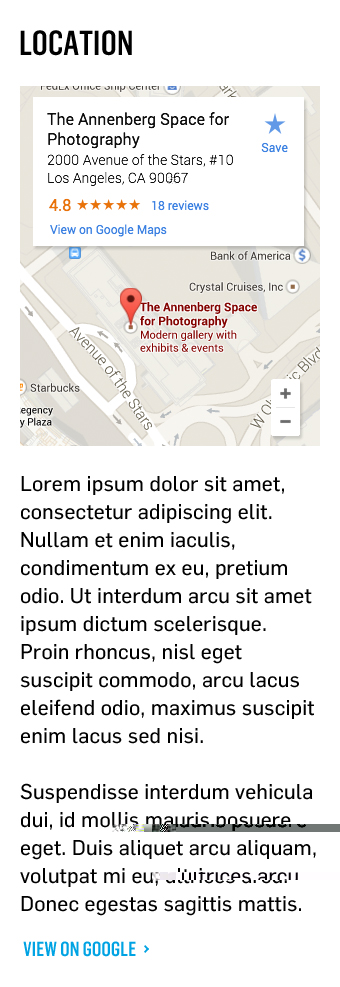 LOCATION
FedEx Office Ship Center
The Annenberg Space for
Photography
2000 Avenue of the Stars, #10
Los Angeles, CA 90067
Save
4.8 ★★★★★ 18 reviews
View on Google Maps
Bank of America
Crystal Cruises, Inc
The Annenberg Space
for Photography
Modern gallery with
exhibits & events
Avenue of the Stars
Starbucks
egency
y Plaza
+
−
Lorem ipsum dolor sit amet,
consectetur adipiscing elit.
Nullam et enim iaculis,
condimentum ex eu, pretium
odio. Ut interdum arcu sit amet
ipsum dictum scelerisque.
Proin rhoncus, nisl eget
suscipit commodo, arcu lacus
eleifend odio, maximus suscipit
enim lacus sed nisi.
Suspendisse interdum vehicula
dui, id mollis mauris posuere
eget. Duis aliquet arcu aliquam,
volutpat mi eu,
Donec egestas sagittis mattis.
VIEW ON GOOGLE >